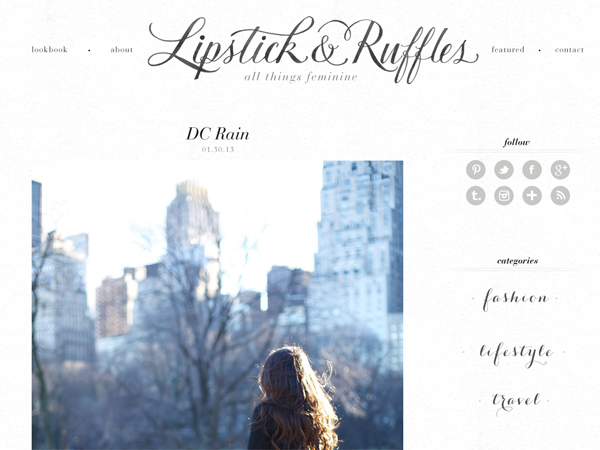 lookbook • about
Lipstick & Ruffles
featured • contact
all things feminine
DC Rain
01.30.13
follow
categories
· fashion ·
· lifestyle ·
· travel ·